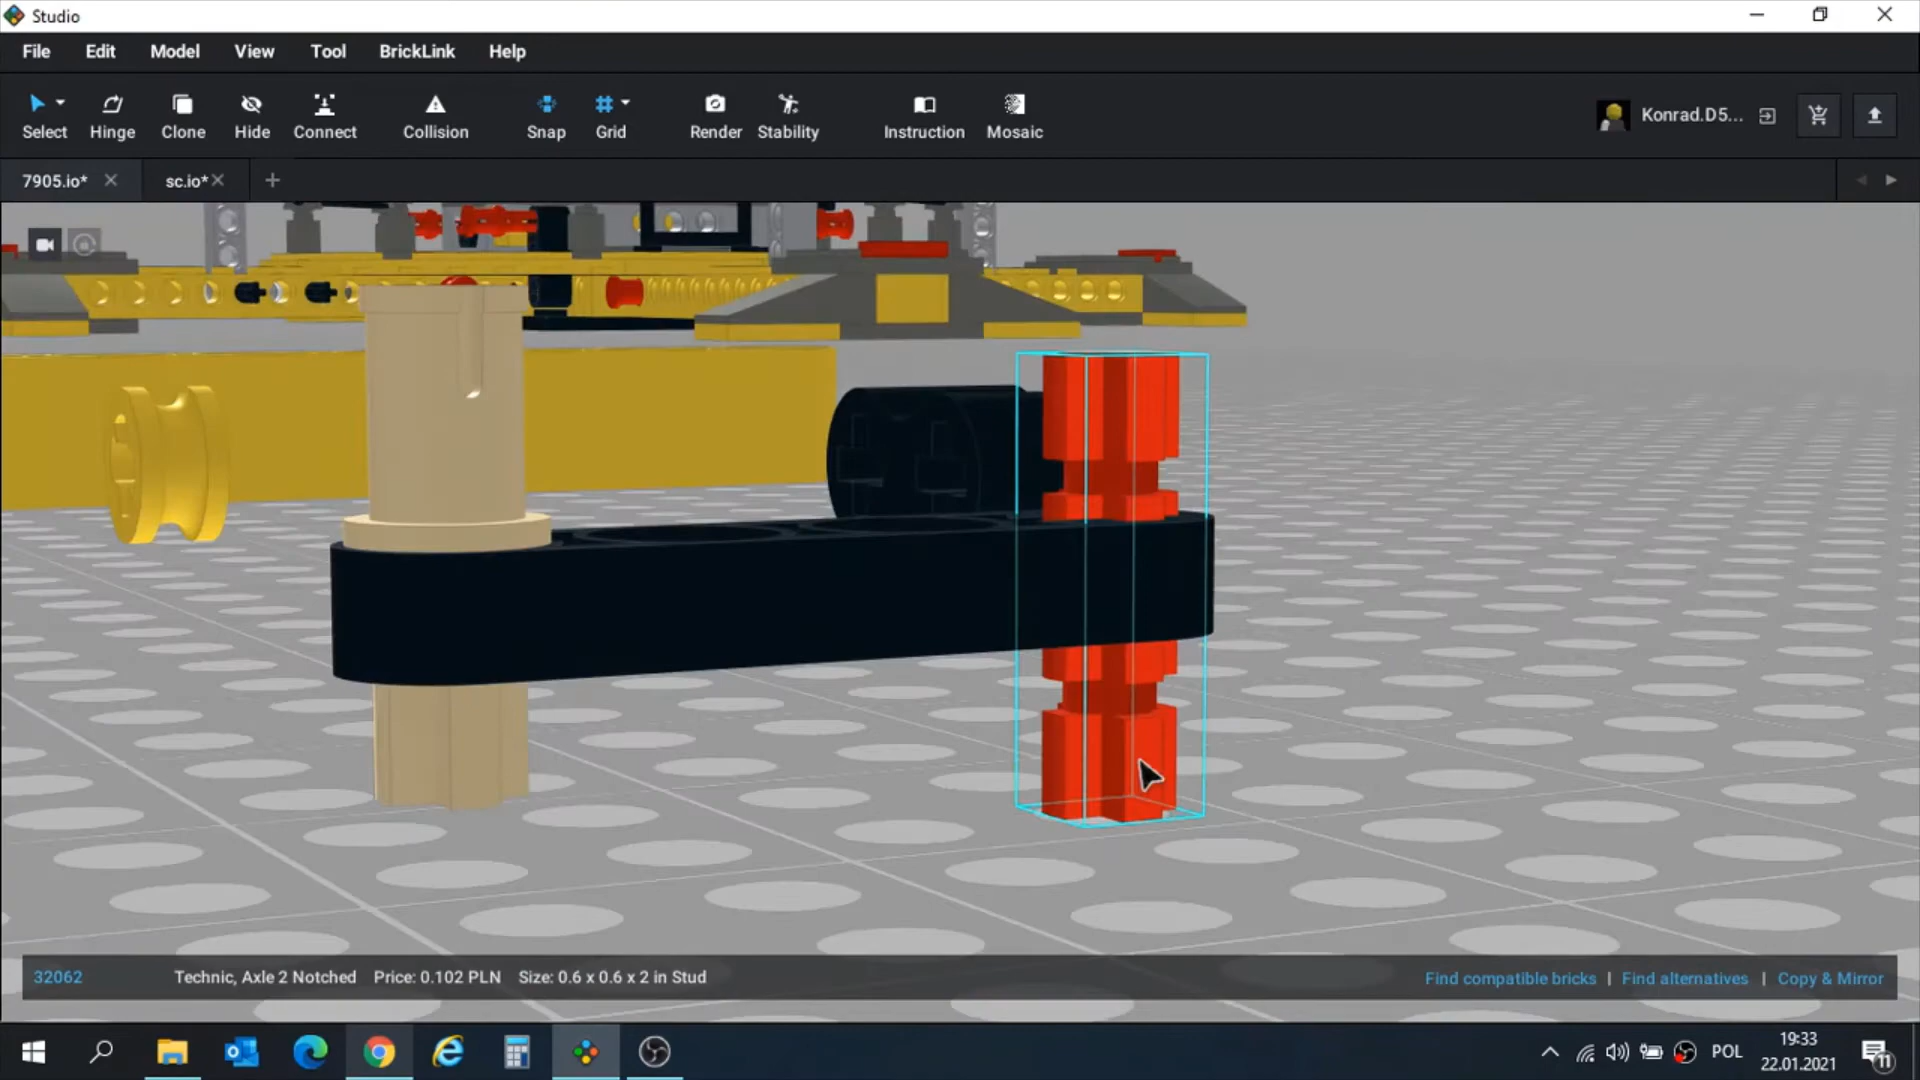 Studio
File Edit Model View Tool BrickLink Help
Select Hinge Clone Hide Connect Collision Snap Grid Render Stability Instruction Mosaic
Konrad.D5...
7905.io* sc.io*
32062 Technic, Axle 2 Notched Price: 0.102 PLN Size: 0.6 x 0.6 x 2 in Stud
Find compatible bricks | Find alternatives | Copy & Mirror
POL
19:33
22.01.2021
11